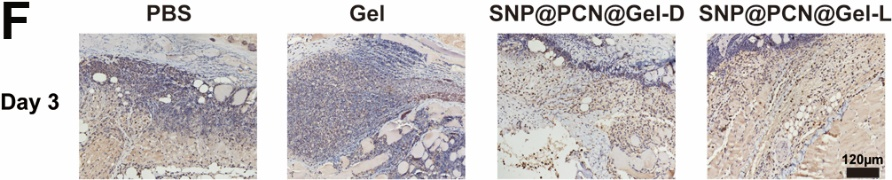 F
PBS Gel SNP@PCN@Gel-D SNP@PCN@Gel-L
Day 3
120μm